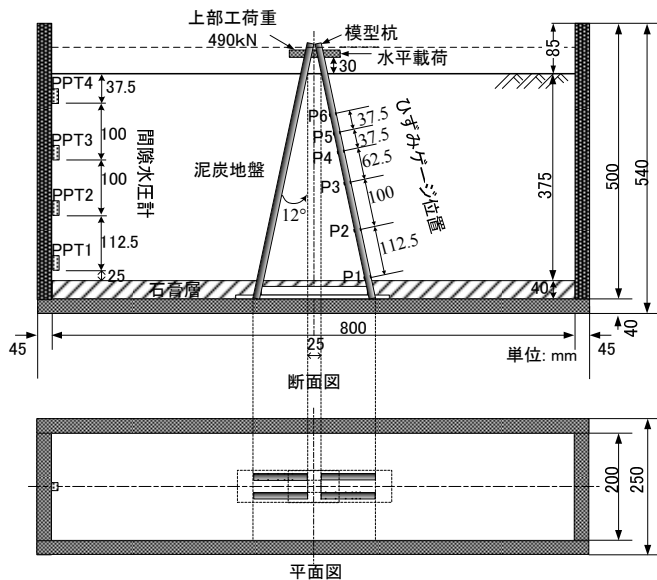 上部工荷重
490kN
模型杭
水平載荷
30
85
PPT4
37.5
100
PPT3
100
PPT2
112.5
PPT1
25
間隙水圧計
泥炭地盤
12°
P6
P5
P4
P3
P2
P1
37.5
37.5
62.5
100
112.5
ひずみゲージ位置
375
500
540
石膏層
40
800
40
45
45
25
単位: mm
断面図
200
250
平面図